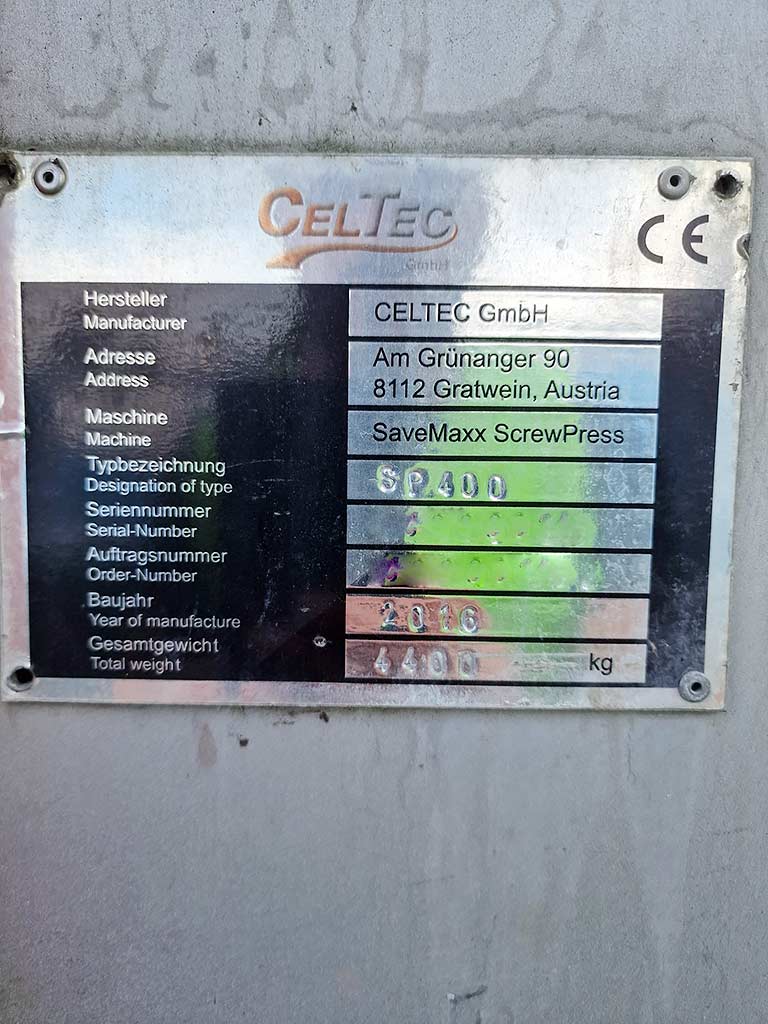 CELTEC
GmbH
CE
Hersteller
Manufacturer
CELTEC GmbH
Adresse
Address
Am Grünanger 90
8112 Gratwein, Austria
Maschine
Machine
SaveMaxx ScrewPress
Typbezeichnung
Designation of type
SP400
Seriennummer
Serial-Number
Auftragsnummer
Order-Number
Baujahr
Year of manufacture
2016
Gesamtgewicht
Total weight
4400 kg